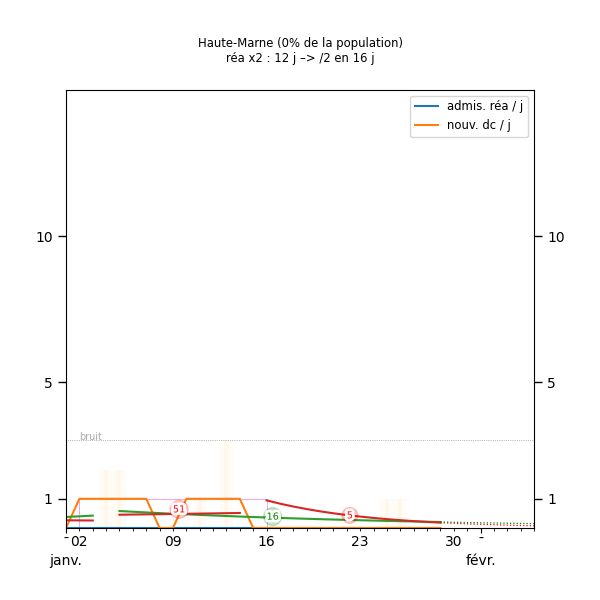 Haute-Marne (0% de la population)
réa x2 : 12 j –> /2 en 16 j
admis. réa / j
nouv. dc / j
10
10
5
5
bruit
1
1
51
16
5
02
09
16
23
30
-
janv.
févr.